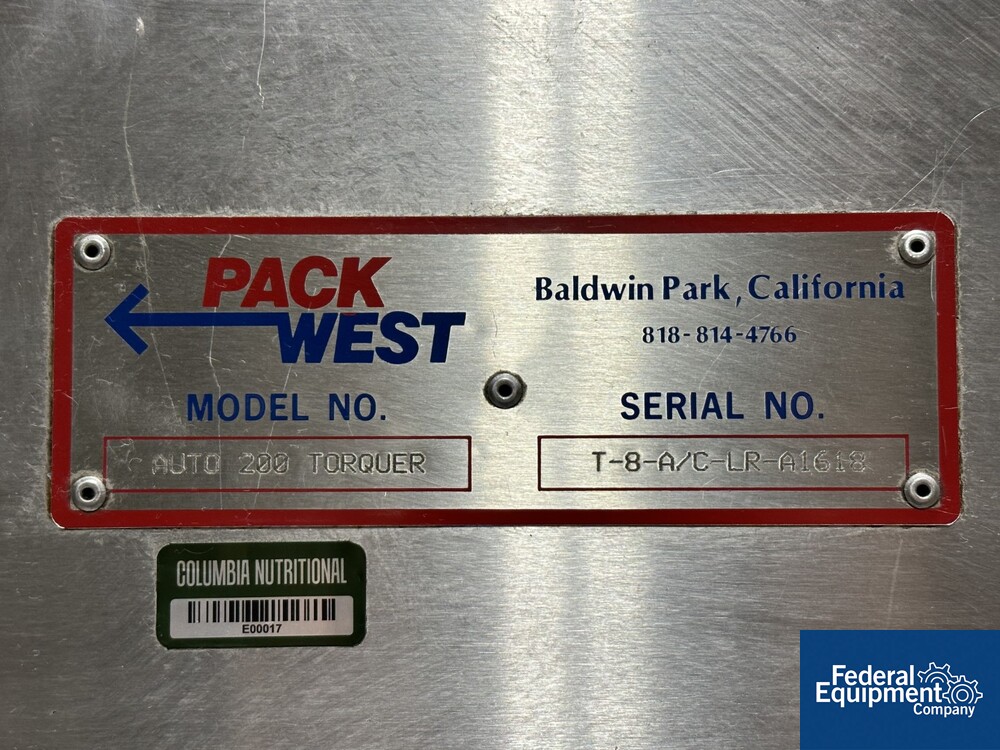 PACK
WEST
Baldwin Park, California
818-814-4766
MODEL NO.
SERIAL NO.
AUTO 200 TORQUER
T-8-A/C-LR-A1618
COLUMBIA NUTRITIONAL
E00017
Federal
Equipment
Company